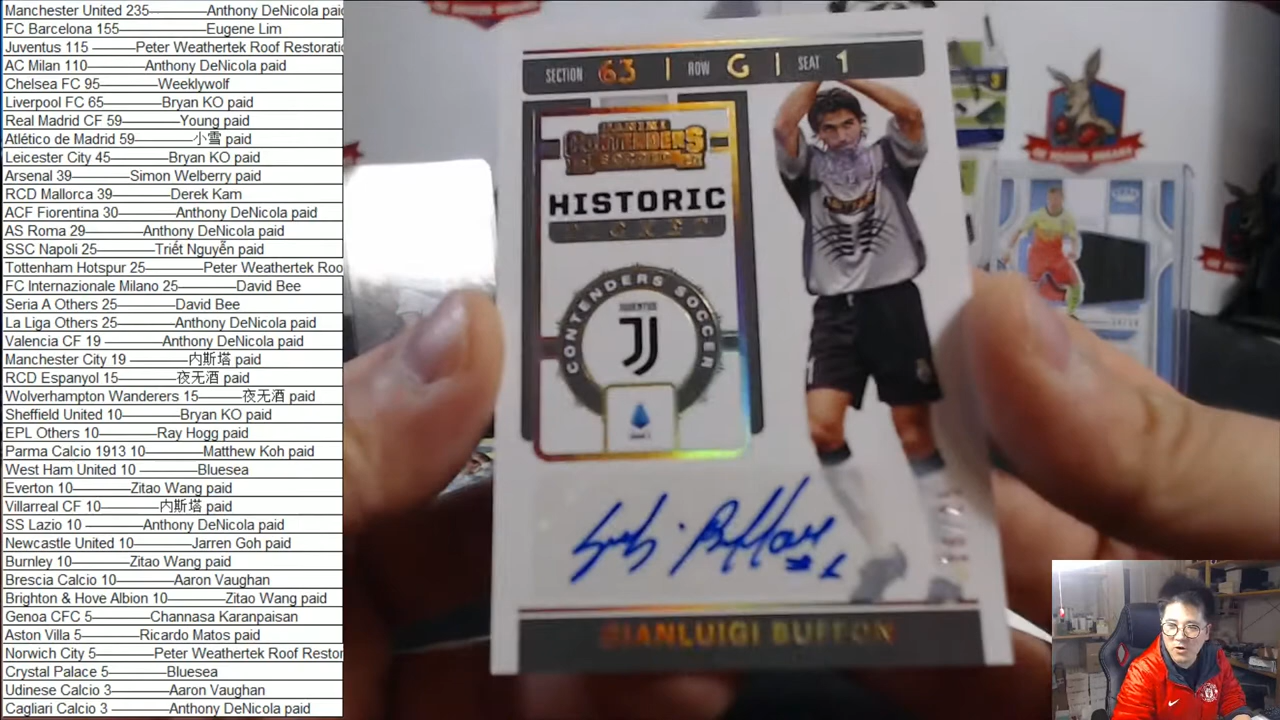 Manchester United 235————Anthony DeNicola paid
FC Barcelona 155————Eugene Lim
Juventus 115 ———Peter Weathertek Roof Restorati
AC Milan 110————Anthony DeNicola paid
Chelsea FC 95————Weeklywolf
Liverpool FC 65————Bryan KO paid
Real Madrid CF 59————Young paid
Atlético de Madrid 59————小雪 paid
Leicester City 45————Bryan KO paid
Arsenal 39————Simon Welberry paid
RCD Mallorca 39————Derek Kam
ACF Fiorentina 30————Anthony DeNicola paid
AS Roma 29————Anthony DeNicola paid
SSC Napoli 25————Triết Nguyễn paid
Tottenham Hotspur 25————Peter Weathertek Roo
FC Internazionale Milano 25————David Bee
Seria A Others 25————David Bee
La Liga Others 25————Anthony DeNicola paid
Valencia CF 19 ————Anthony DeNicola paid
Manchester City 19 ————内斯塔 paid
RCD Espanyol 15————夜无酒 paid
Wolverhampton Wanderers 15————夜无酒 paid
Sheffield United 10————Bryan KO paid
EPL Others 10————Ray Hogg paid
Parma Calcio 1913 10————Matthew Koh paid
West Ham United 10 ————Bluesea
Everton 10————Zitao Wang paid
Villarreal CF 10————内斯塔 paid
SS Lazio 10 ————Anthony DeNicola paid
Newcastle United 10————Jarren Goh paid
Burnley 10————Zitao Wang paid
Brescia Calcio 10————Aaron Vaughan
Brighton & Hove Albion 10————Zitao Wang paid
Genoa CFC 5————Channasa Karanpaisan
Aston Villa 5————Ricardo Matos paid
Norwich City 5————Peter Weathertek Roof Restor
Crystal Palace 5————Bluesea
Udinese Calcio 3————Aaron Vaughan
Cagliari Calcio 3————Anthony DeNicola paid
SECTION 63 | ROW G | SEAT 1
PANINI
CONTENDERS
SOCCER
HISTORIC
TICKET
CONTENDERS SOCCER
JUVENTUS
GIANLUIGI BUFFON